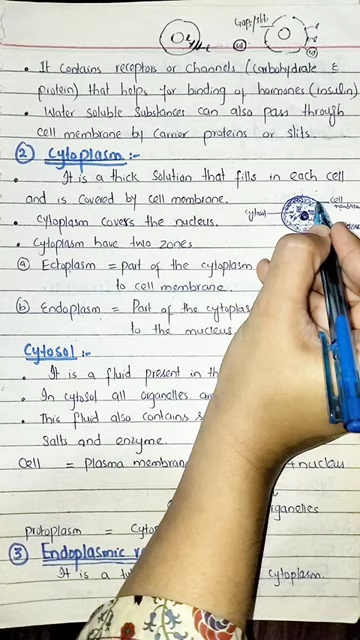 Gaps/slits
• It contains receptors or channels (carbohydrate &
protein) that helps for binding of hormones (insulin)
• Water soluble substances can also pass through
cell membrane by carrier proteins or slits.
② Cytoplasm :-
• It is a thick solution that fills in each cell
and is covered by cell membrane.
cell
membrane
cytosol
• Cytoplasm covers the nucleus.
• Cytoplasm have two zones
ⓐ Ectoplasm = part of the cytoplasm
to cell membrane.
ⓑ Endoplasm = Part of the cytoplas
to the nucleus
Cytosol :-
• It is a fluid present in th
• In cytosol all organelles are
• This fluid also contains s
salts and enzyme.
Cell = Plasma membran + nucleus
organelles
protoplasm = Cyto
③ Endoplasmic re
It is a cytoplasm.